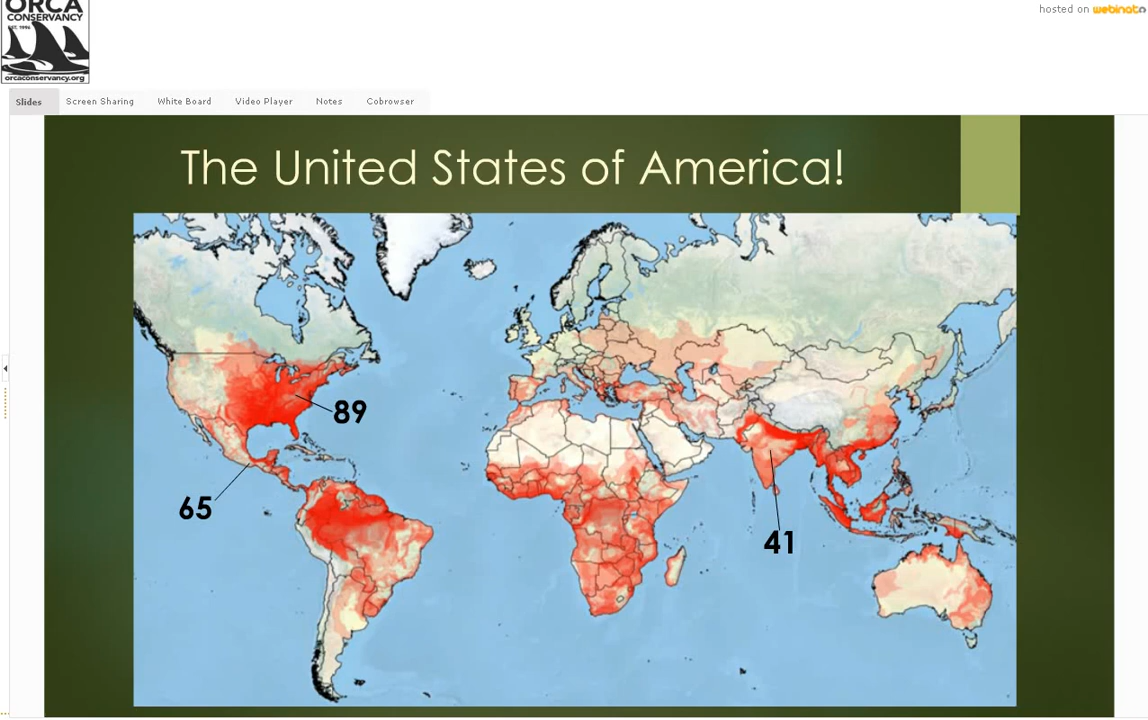 ORCA
CONSERVANCY
EST. 1996
orcaconservancy.org
hosted on webinato
Slides
Screen Sharing
White Board
Video Player
Notes
Cobrowser
The United States of America!
89
65
41